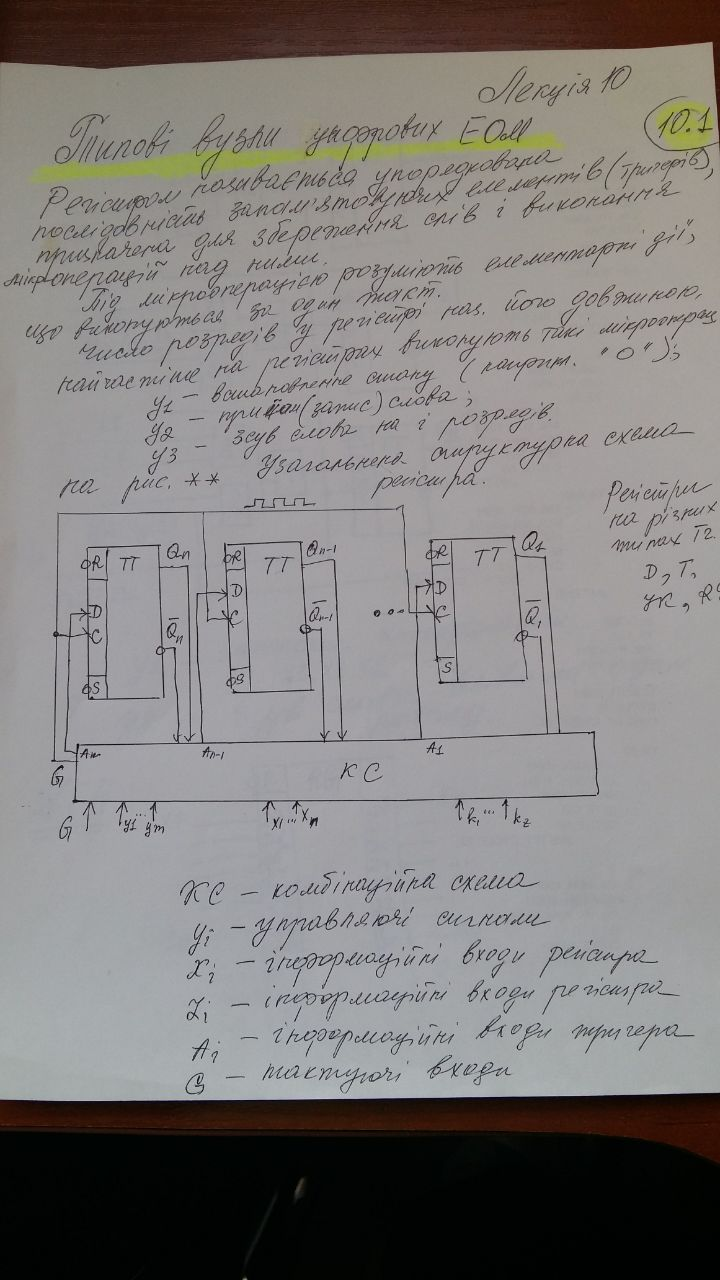 Лекція 10
10.1
Типові вузли цифрових ЕОМ
Регістром називається упорядкована
послідовність запам'ятовуючих елементів (тригерів),
призначена для збереження слів і виконання
мікрооперацій над ними.
Під мікрооперацією розуміють елементарні дії,
що виконуються за один такт.
Число розрядів у регістрі наз. його довжиною,
найчастіше на регістрах виконують такі мікроопрац
y1 – встановлення стану (наприк. "О");
y2 – прийом (запис) слова;
y3 – зсув слова на i розрядів.
Узагальнена структурна схема
на рис. ** регістра.
Регістри
на різних
типах Тг.
D, T,
JK, RS
R TT Qn
D
C Q̅n
S
R TT Qn-1
D
C Q̅n-1
S
...
R TT Q1
D
C Q̅1
S
G An An-1 A1
КС
G y1...ym x1...xn k1...kz
КС – комбінаційна схема
yi – управляючі сигнали
xi – інформаційні входи регістра
Zi – інформаційні входи регістра
Ai – інформаційні входи тригера
G – тактуючі входи